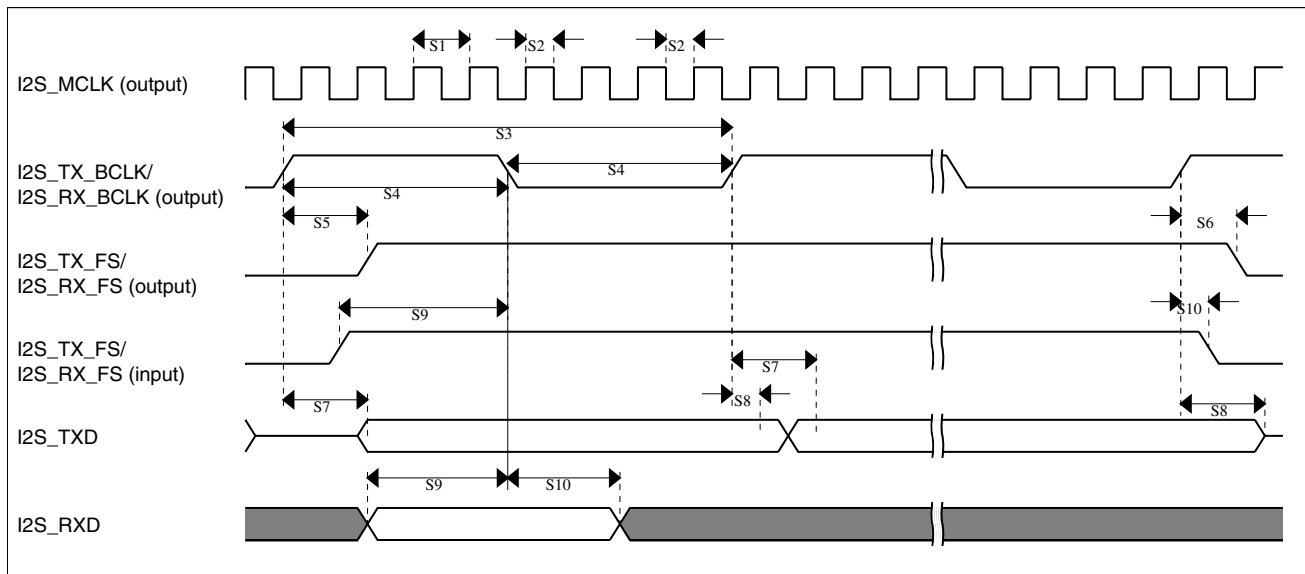 S1
S2
S2
I2S_MCLK (output)
S3
I2S_TX_BCLK/
I2S_RX_BCLK (output)
S4
S4
S5
S6
I2S_TX_FS/
I2S_RX_FS (output)
S9
S10
I2S_TX_FS/
I2S_RX_FS (input)
S7
S7
S8
S8
I2S_TXD
S9
S10
I2S_RXD